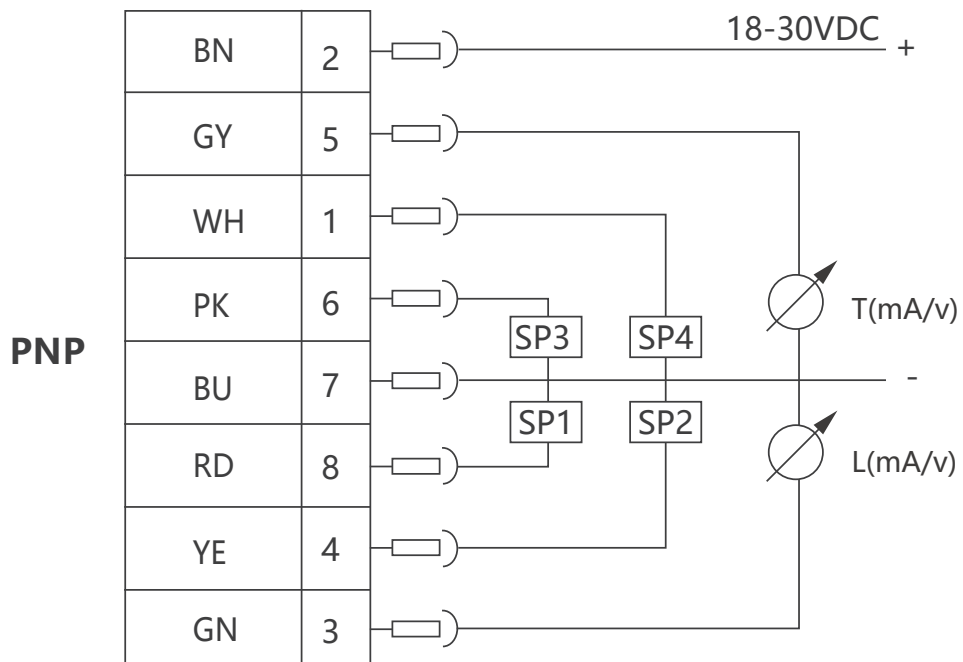 18-30VDC
BN 2 +
GY 5
WH 1
PK 6 T(mA/v)
SP3 SP4
PNP
BU 7 -
SP1 SP2
RD 8 L(mA/v)
YE 4
GN 3